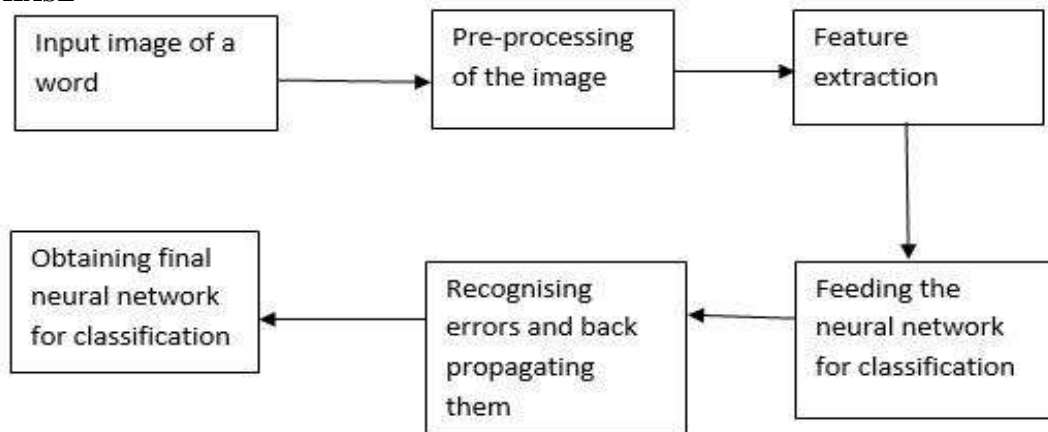 Input image of a
word
Pre-processing
of the image
Feature
extraction
Feeding the
neural network
for classification
Recognising
errors and back
propagating
them
Obtaining final
neural network
for classification